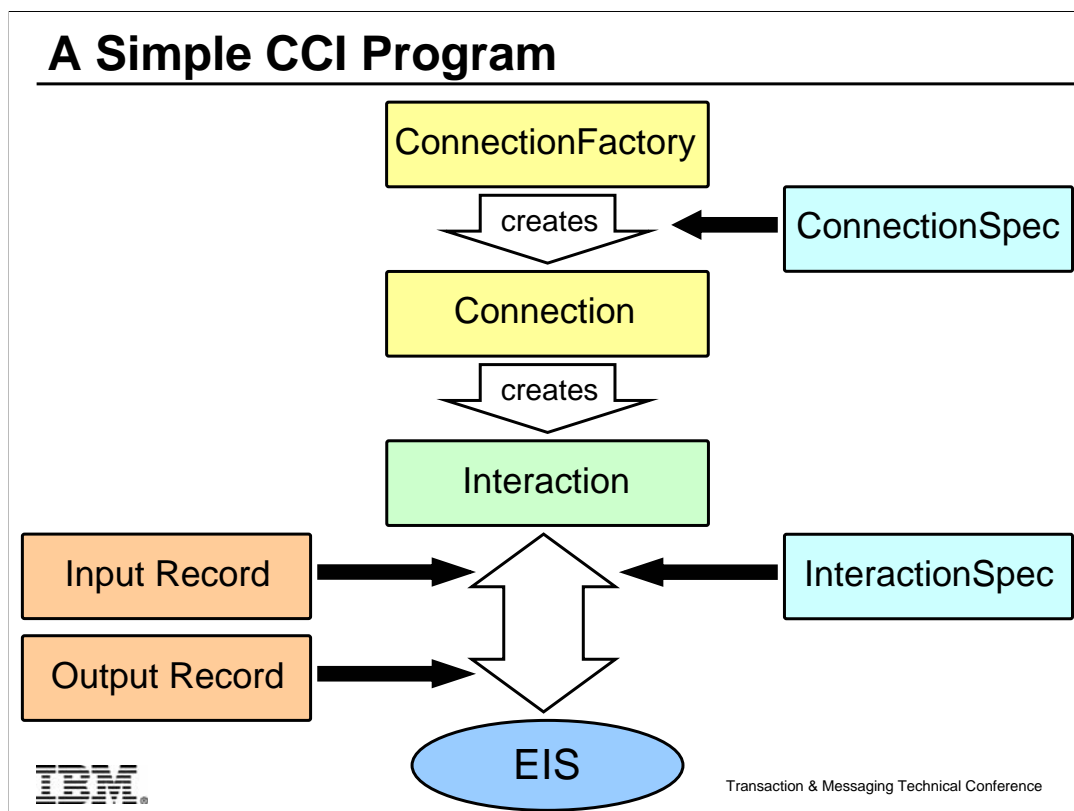 A Simple CCI Program
ConnectionFactory
creates
ConnectionSpec
Connection
creates
Interaction
Input Record
InteractionSpec
Output Record
EIS
IBM®
Transaction & Messaging Technical Conference